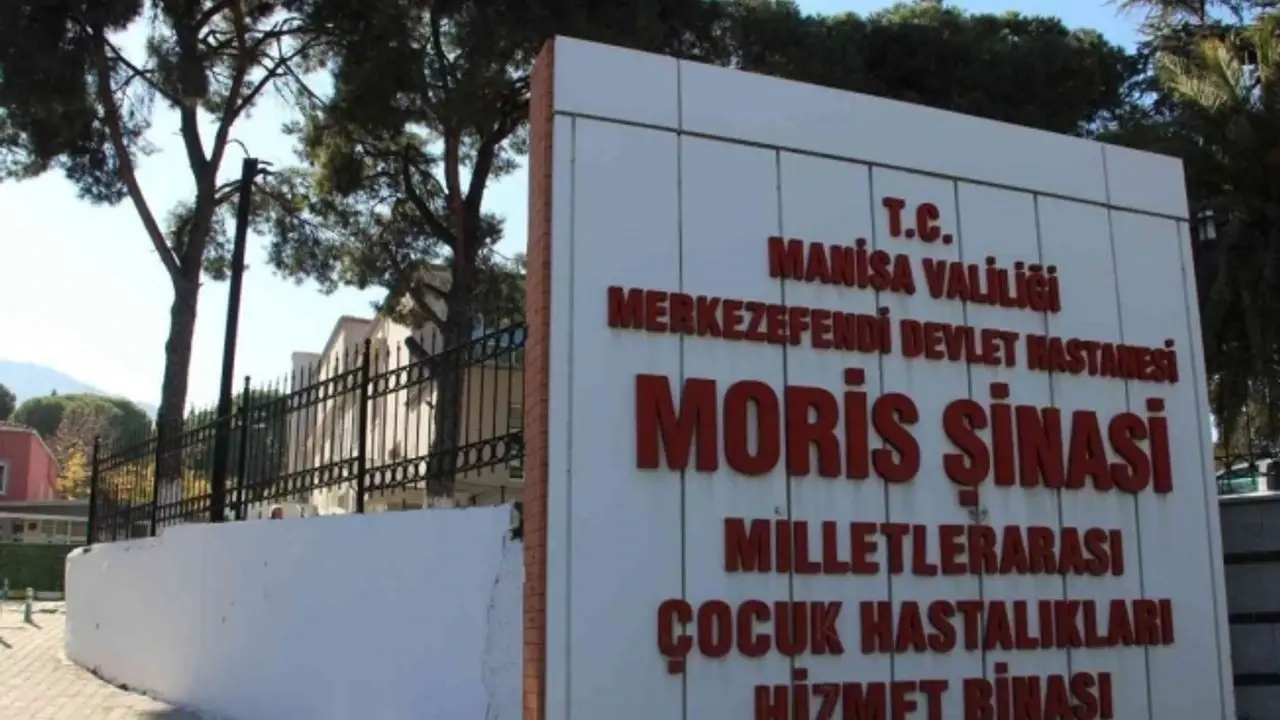 T.C.
MANİSA VALİLİĞİ
MERKEZEFENDİ DEVLET HASTANESİ
MORİS ŞİNASİ
MİLLETLERARASI
ÇOCUK HASTALIKLARI
HİZMET BİNASI